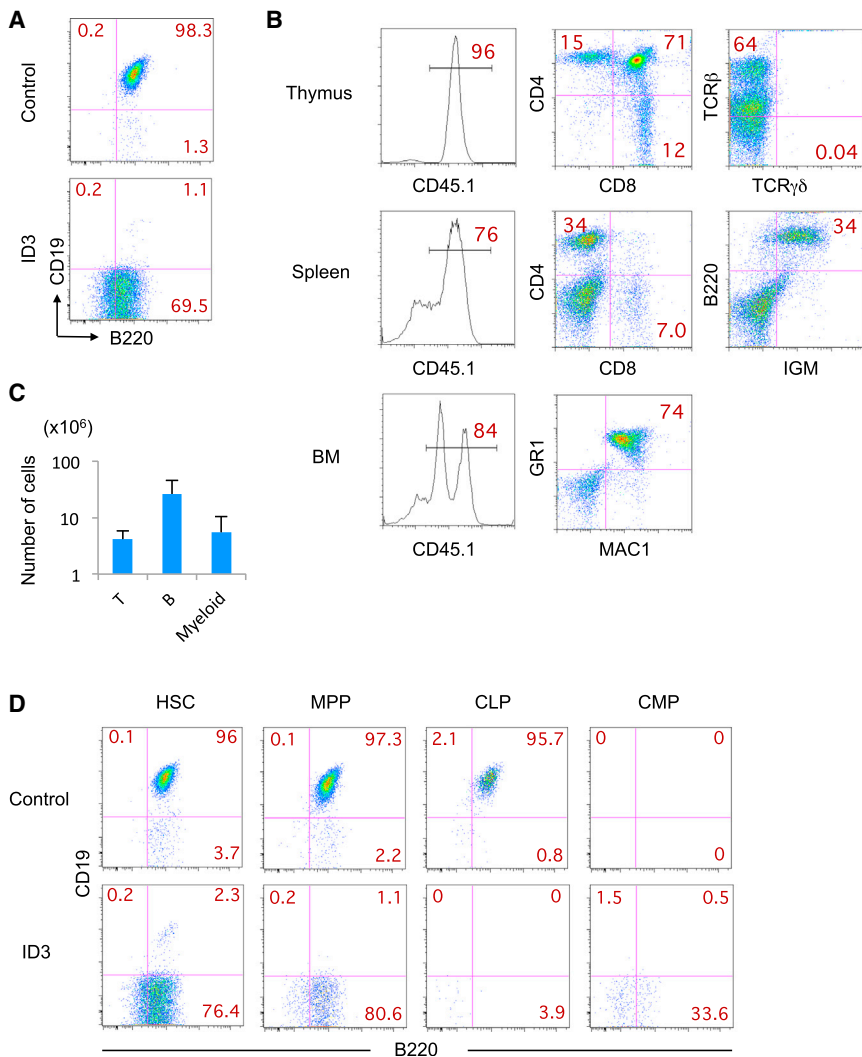 A
Control
0.2 98.3
1.3
ID3
0.2 1.1
69.5
CD19
B220
B
Thymus
96
CD45.1
15 71
12
CD4
CD8
64
0.04
TCRβ
TCRγδ
Spleen
76
CD45.1
34
7.0
CD4
CD8
34
B220
IGM
BM
84
CD45.1
74
GR1
MAC1
C
(x10⁶)
Number of cells
100
10
1
T
B
Myeloid
D
HSC MPP CLP CMP
Control
0.1 96
3.7
0.1 97.3
2.2
2.1 95.7
0.8
0 0
0
CD19
ID3
0.2 2.3
76.4
0.2 1.1
80.6
0 0
3.9
1.5 0.5
33.6
B220